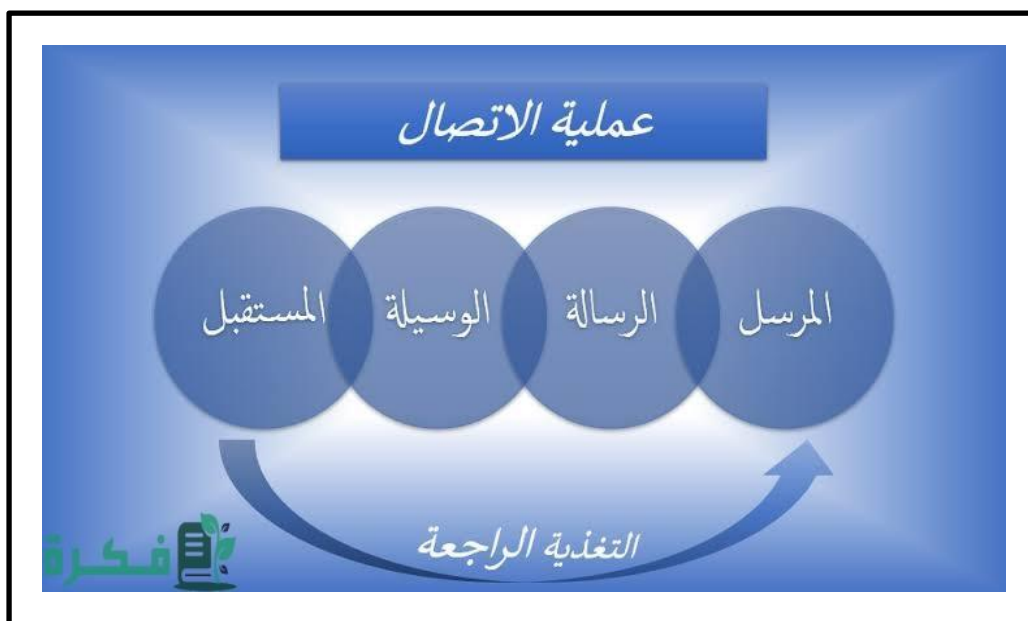 عملية الاتصال
المرسل
الرسالة
الوسيلة
المستقبل
التغذية الراجعة
فكرة